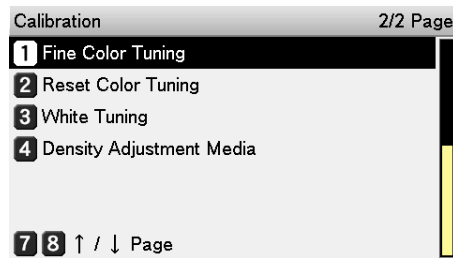 Calibration 2/2 Page
1 Fine Color Tuning
2 Reset Color Tuning
3 White Tuning
4 Density Adjustment Media
7 8 ↑ / ↓ Page